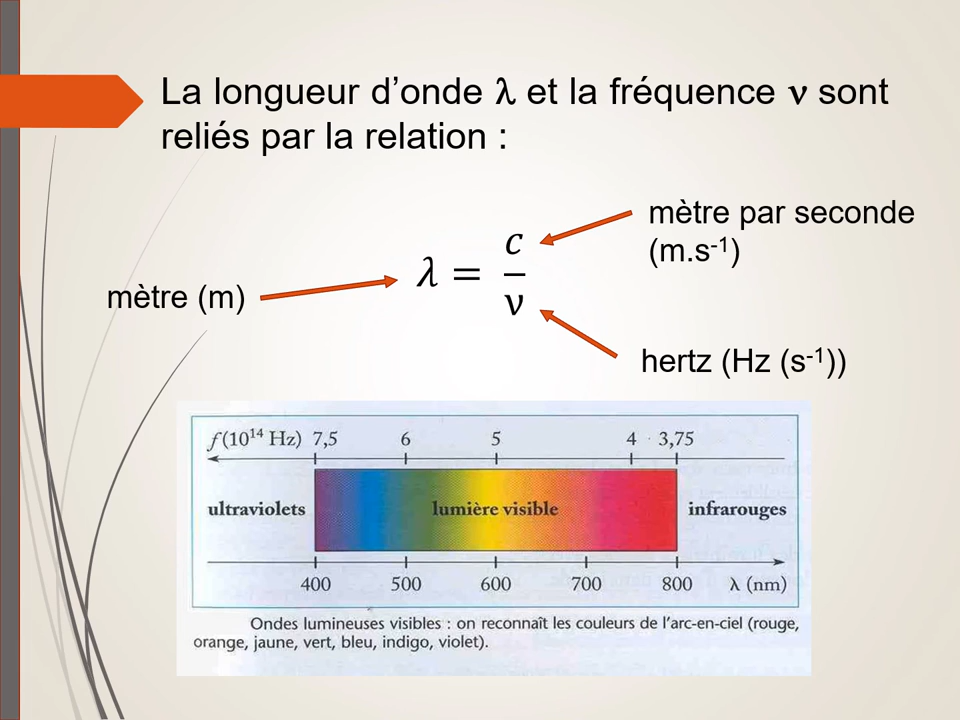 La longueur d’onde λ et la fréquence ν sont
reliés par la relation :
mètre par seconde
(m.s⁻¹)
λ = c/ν
mètre (m)
hertz (Hz (s⁻¹))
f(10¹⁴ Hz) 7,5 6 5 4 3,75
ultraviolets lumière visible infrarouges
400 500 600 700 800 λ (nm)
Ondes lumineuses visibles : on reconnaît les couleurs de l’arc-en-ciel (rouge,
orange, jaune, vert, bleu, indigo, violet).